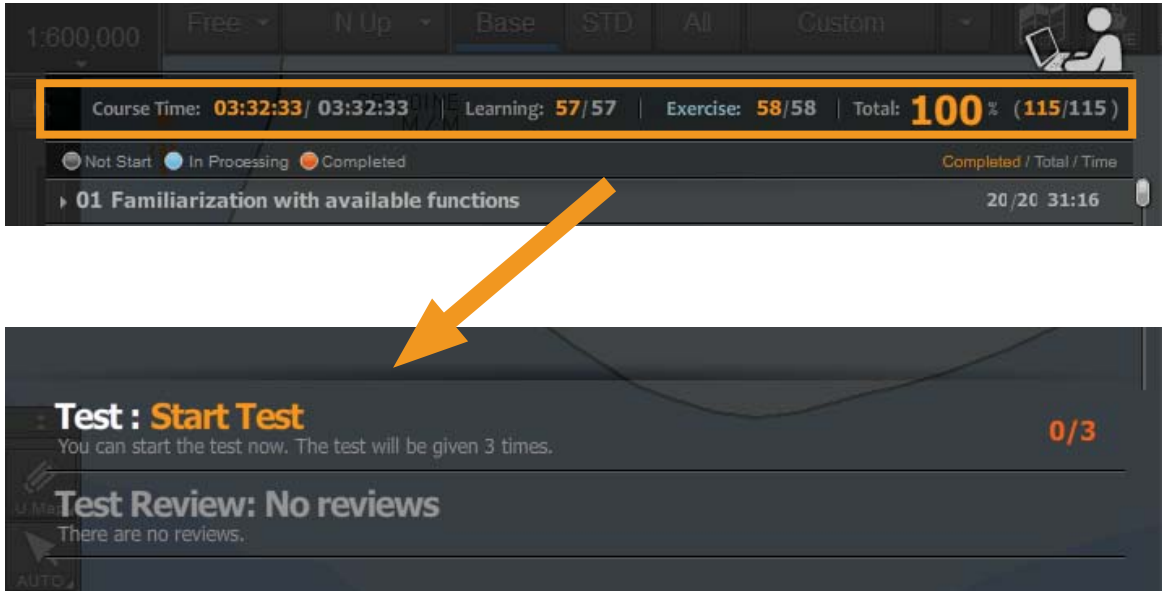 1:600,000 Free N Up Base STD All Custom
Course Time: 03:32:33/ 03:32:33 | Learning: 57/57 | Exercise: 58/58 | Total: 100 % (115/115)
Not Start In Processing Completed Completed / Total / Time
01 Familiarization with available functions 20/20 31:16
Test : Start Test
You can start the test now. The test will be given 3 times. 0/3
Test Review: No reviews
There are no reviews.
AUTO